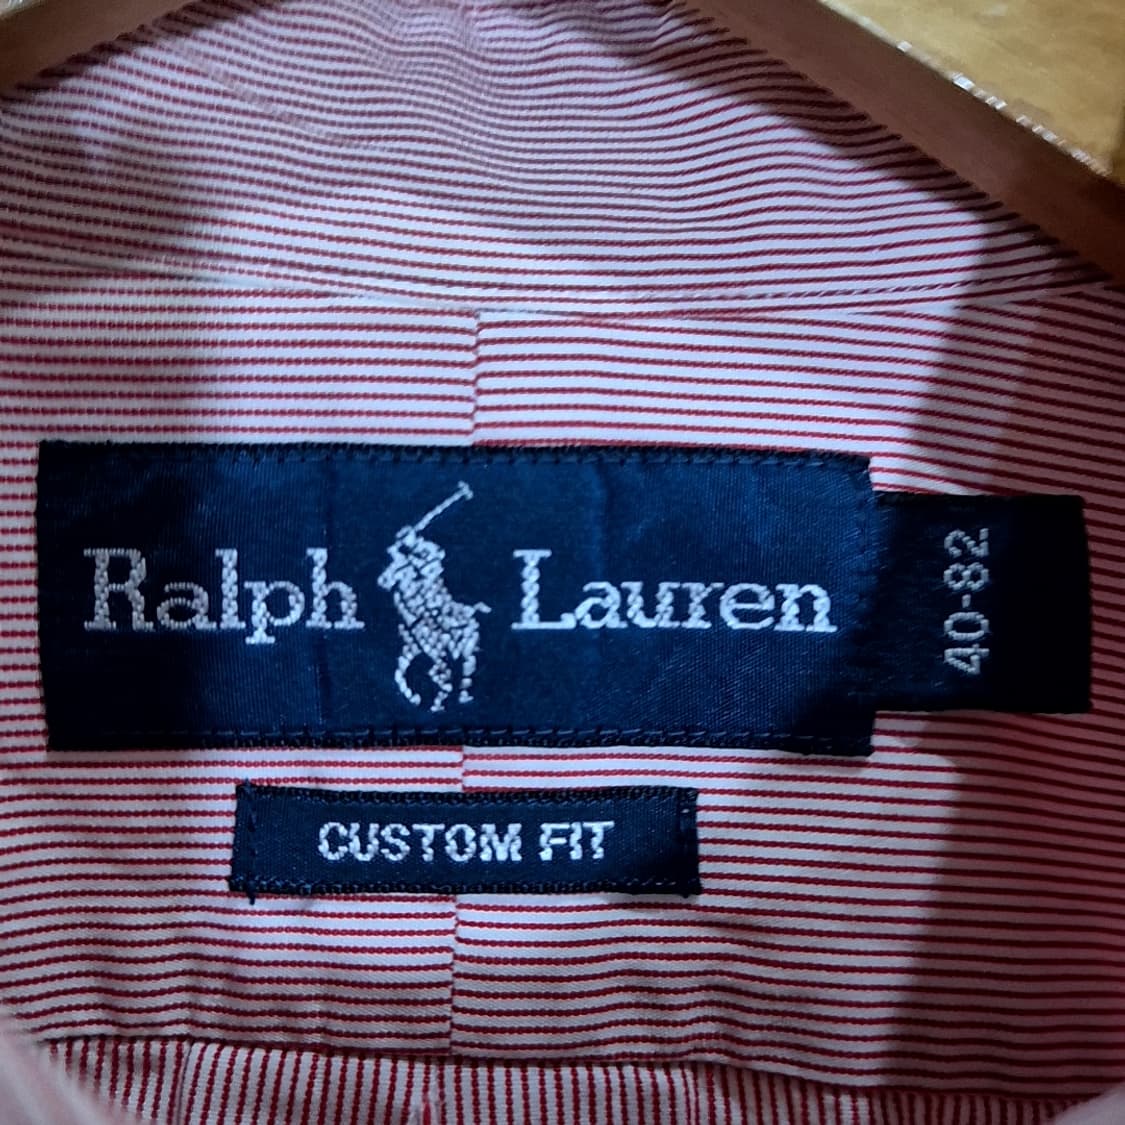 Ralph Lauren
40-82
CUSTOM FIT